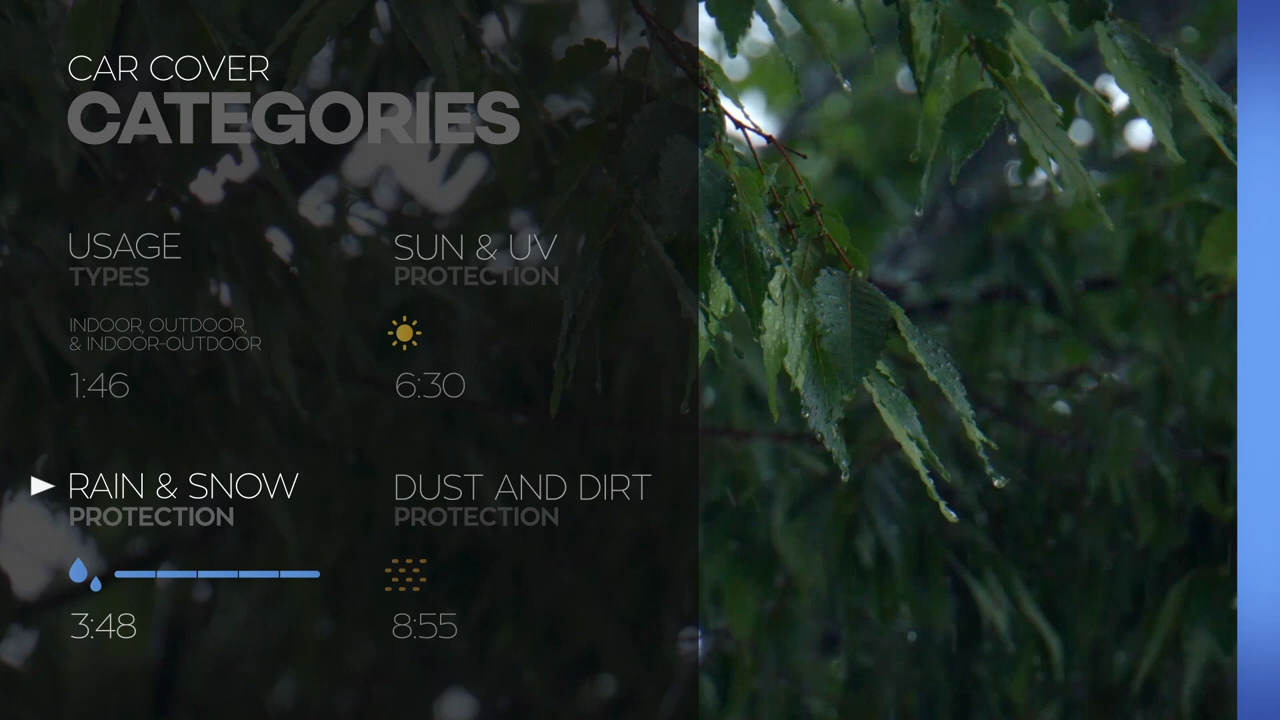 CAR COVER
CATEGORIES
USAGE
TYPES
INDOOR, OUTDOOR,
& INDOOR-OUTDOOR
1:46
SUN & UV
PROTECTION
6:30
RAIN & SNOW
PROTECTION
3:48
DUST AND DIRT
PROTECTION
8:55